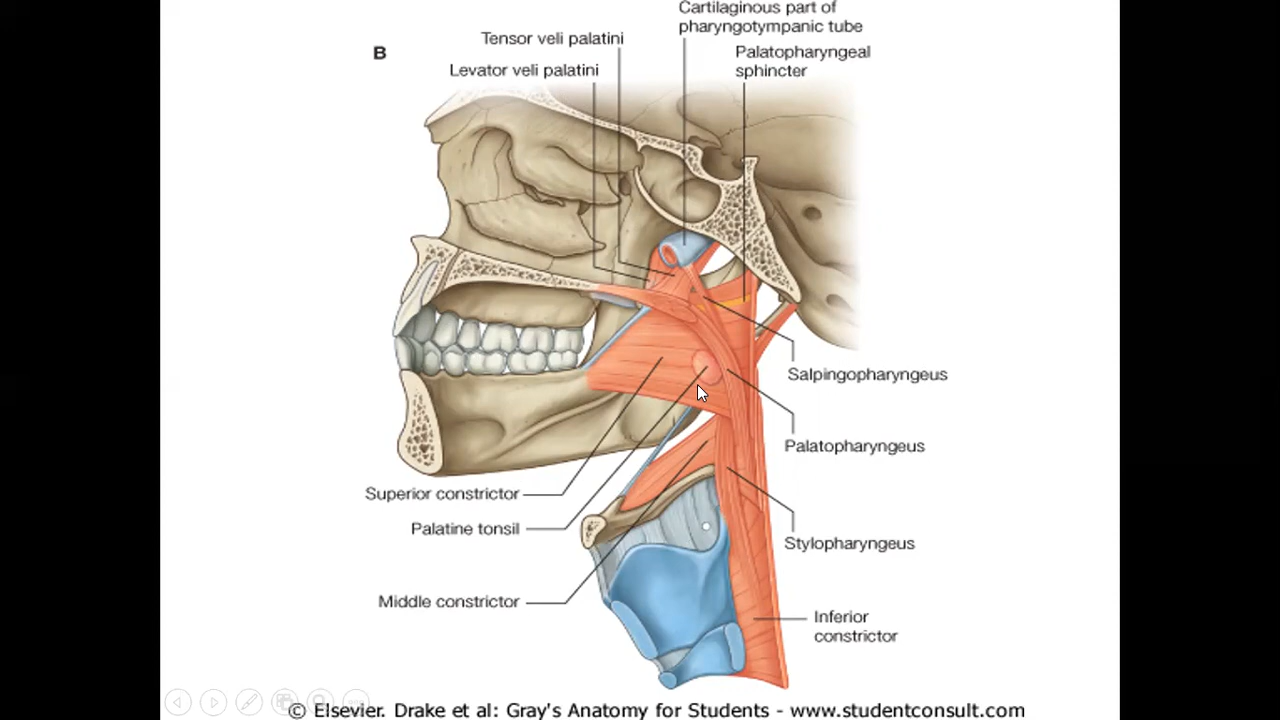 Cartilaginous part of
pharyngotympanic tube
Tensor veli palatini
B
Palatopharyngeal
sphincter
Levator veli palatini
Salpingopharyngeus
Palatopharyngeus
Superior constrictor
Palatine tonsil
Stylopharyngeus
Middle constrictor
Inferior
constrictor
© Elsevier. Drake et al: Gray's Anatomy for Students - www.studentconsult.com